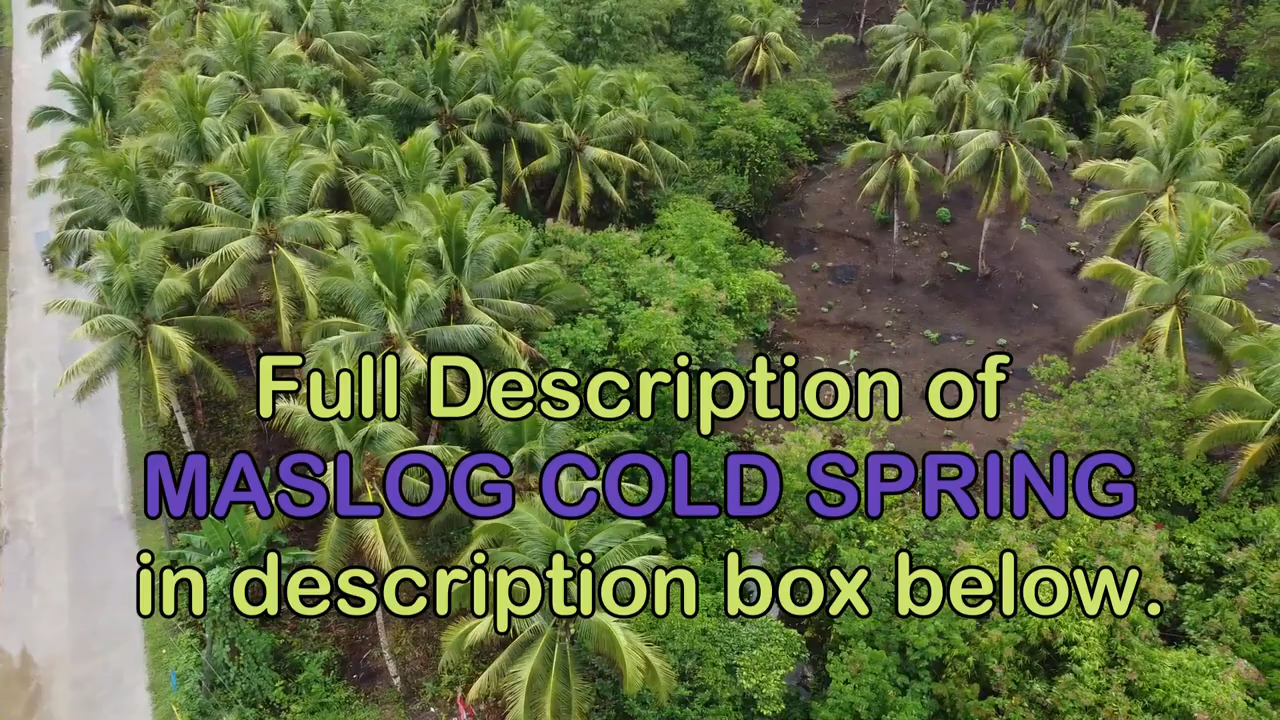 Full Description of
MASLOG COLD SPRING
in description box below.